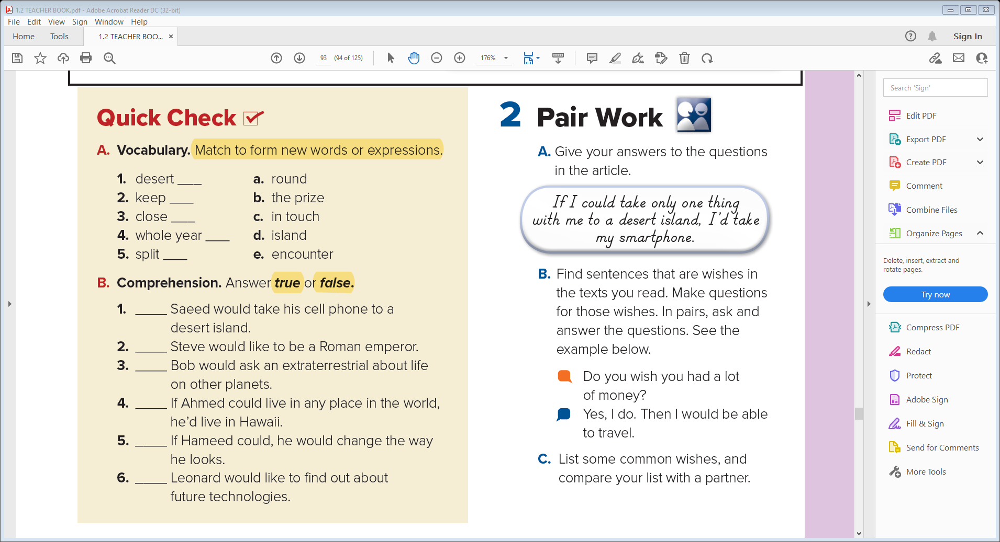 1.2 TEACHER BOOK.pdf - Adobe Acrobat Reader DC (32-bit)
File Edit View Sign Window Help
Home Tools 1.2 TEACHER BOO... × Sign In
93 (94 of 125) 176%
Quick Check
A. Vocabulary. Match to form new words or expressions.
1. desert ___ a. round
2. keep ___ b. the prize
3. close ___ c. in touch
4. whole year ___ d. island
5. split ___ e. encounter
B. Comprehension. Answer true or false.
1. ____ Saeed would take his cell phone to a
desert island.
2. ____ Steve would like to be a Roman emperor.
3. ____ Bob would ask an extraterrestrial about life
on other planets.
4. ____ If Ahmed could live in any place in the world,
he’d live in Hawaii.
5. ____ If Hameed could, he would change the way
he looks.
6. ____ Leonard would like to find out about
future technologies.
2 Pair Work
A. Give your answers to the questions
in the article.
If I could take only one thing
with me to a desert island, I’d take
my smartphone.
B. Find sentences that are wishes in
the texts you read. Make questions
for those wishes. In pairs, ask and
answer the questions. See the
example below.
Do you wish you had a lot
of money?
Yes, I do. Then I would be able
to travel.
C. List some common wishes, and
compare your list with a partner.
Search 'Sign'
Edit PDF
Export PDF
Create PDF
Comment
Combine Files
Organize Pages
Delete, insert, extract and
rotate pages.
Try now
Compress PDF
Redact
Protect
Adobe Sign
Fill & Sign
Send for Comments
More Tools